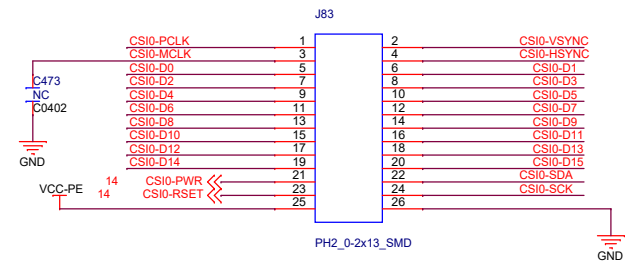 J83
CSI0-PCLK 1 2 CSI0-VSYNC
CSI0-MCLK 3 4 CSI0-HSYNC
CSI0-D0 5 6 CSI0-D1
C473 CSI0-D2 7 8 CSI0-D3
NC CSI0-D4 9 10 CSI0-D5
C0402 CSI0-D6 11 12 CSI0-D7
CSI0-D8 13 14 CSI0-D9
CSI0-D10 15 16 CSI0-D11
CSI0-D12 17 18 CSI0-D13
GND CSI0-D14 19 20 CSI0-D15
14 CSI0-PWR 21 22 CSI0-SDA
VCC-PE 14 CSI0-RSET 23 24 CSI0-SCK
25 26
PH2_0-2x13_SMD
GND